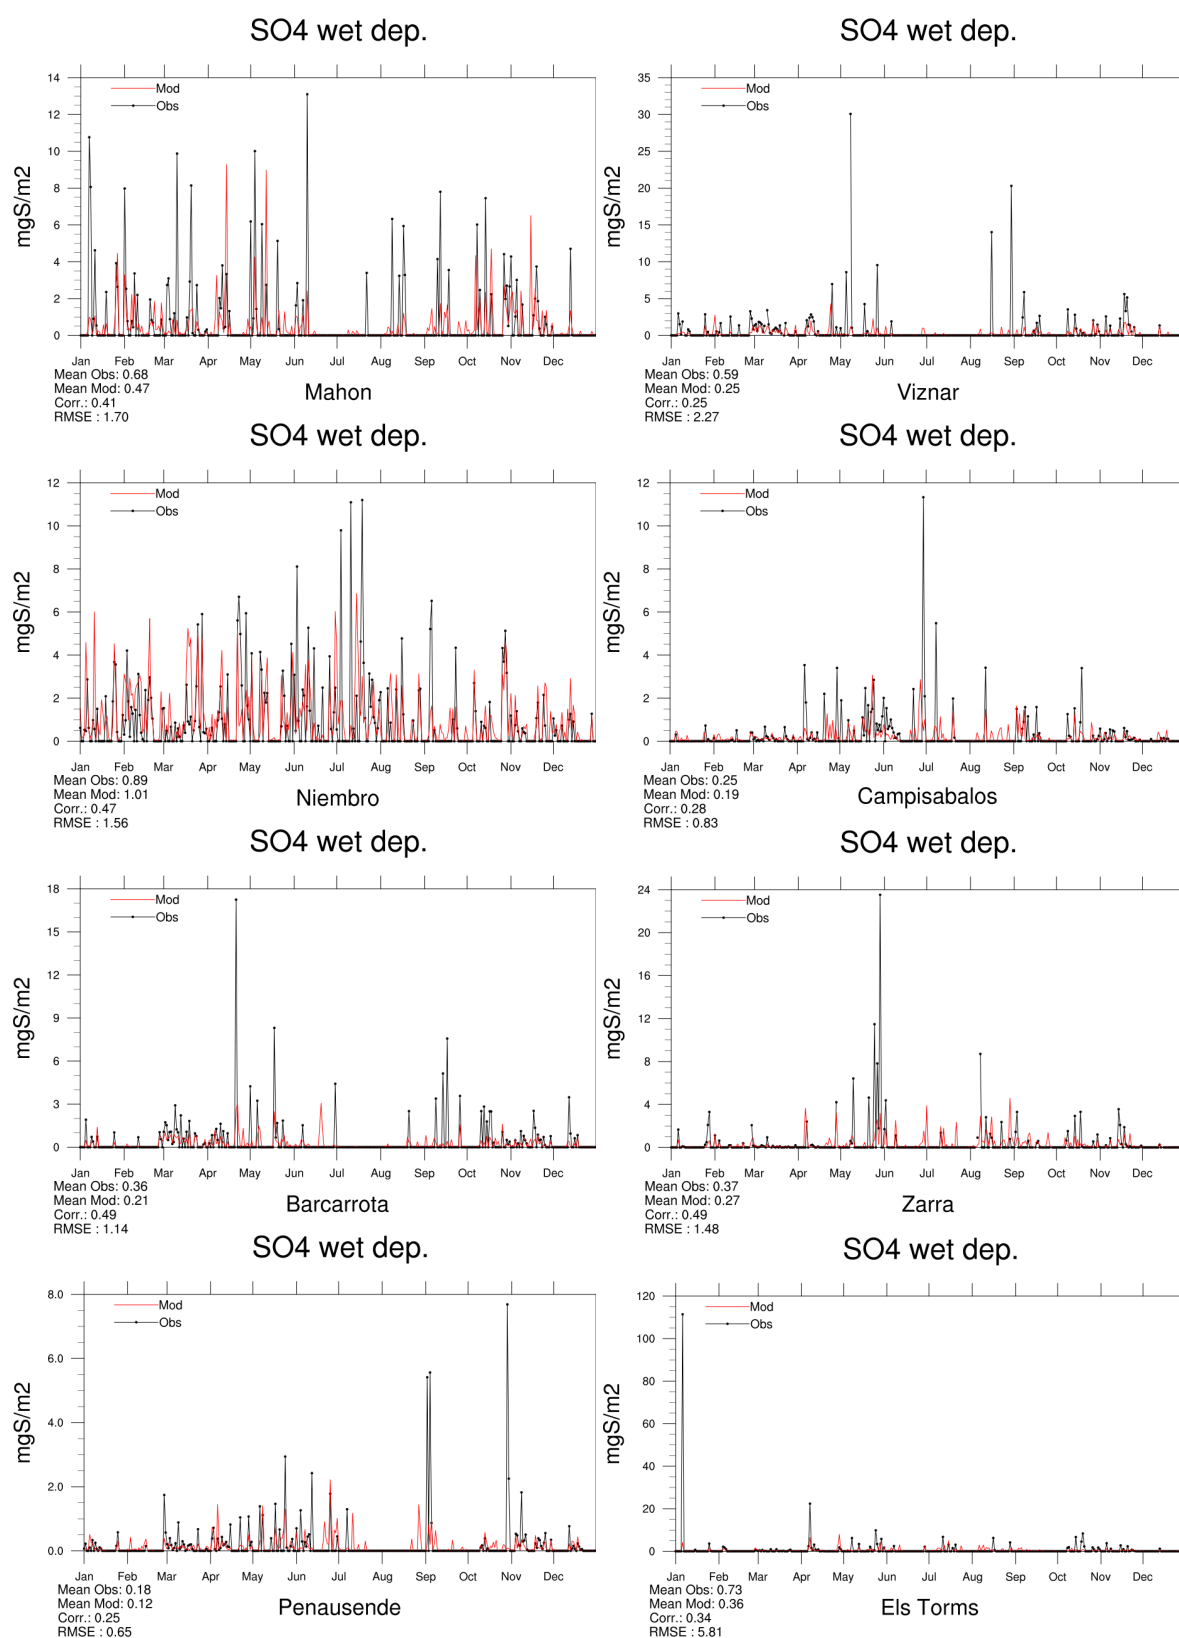 SO4 wet dep.
14
12
10
8
6
4
2
0
mgS/m2
Mod
Obs
Jan Feb Mar Apr May Jun Jul Aug Sep Oct Nov Dec
Mean Obs: 0.68
Mean Mod: 0.47
Corr.: 0.41
RMSE : 1.70
Mahon
SO4 wet dep.
35
30
25
20
15
10
5
0
mgS/m2
Mod
Obs
Jan Feb Mar Apr May Jun Jul Aug Sep Oct Nov Dec
Mean Obs: 0.59
Mean Mod: 0.25
Corr.: 0.25
RMSE : 2.27
Viznar
SO4 wet dep.
12
10
8
6
4
2
0
mgS/m2
Mod
Obs
Jan Feb Mar Apr May Jun Jul Aug Sep Oct Nov Dec
Mean Obs: 0.89
Mean Mod: 1.01
Corr.: 0.47
RMSE : 1.56
Niembro
SO4 wet dep.
12
10
8
6
4
2
0
mgS/m2
Mod
Obs
Jan Feb Mar Apr May Jun Jul Aug Sep Oct Nov Dec
Mean Obs: 0.25
Mean Mod: 0.19
Corr.: 0.28
RMSE : 0.83
Campisabalos
SO4 wet dep.
18
15
12
9
6
3
0
mgS/m2
Mod
Obs
Jan Feb Mar Apr May Jun Jul Aug Sep Oct Nov Dec
Mean Obs: 0.36
Mean Mod: 0.21
Corr.: 0.49
RMSE : 1.14
Barcarrota
SO4 wet dep.
24
20
16
12
8
4
0
mgS/m2
Mod
Obs
Jan Feb Mar Apr May Jun Jul Aug Sep Oct Nov Dec
Mean Obs: 0.37
Mean Mod: 0.27
Corr.: 0.49
RMSE : 1.48
Zarra
SO4 wet dep.
8.0
6.0
4.0
2.0
0.0
mgS/m2
Mod
Obs
Jan Feb Mar Apr May Jun Jul Aug Sep Oct Nov Dec
Mean Obs: 0.18
Mean Mod: 0.12
Corr.: 0.25
RMSE : 0.65
Penausende
SO4 wet dep.
120
100
80
60
40
20
0
mgS/m2
Mod
Obs
Jan Feb Mar Apr May Jun Jul Aug Sep Oct Nov Dec
Mean Obs: 0.73
Mean Mod: 0.36
Corr.: 0.34
RMSE : 5.81
Els Torms